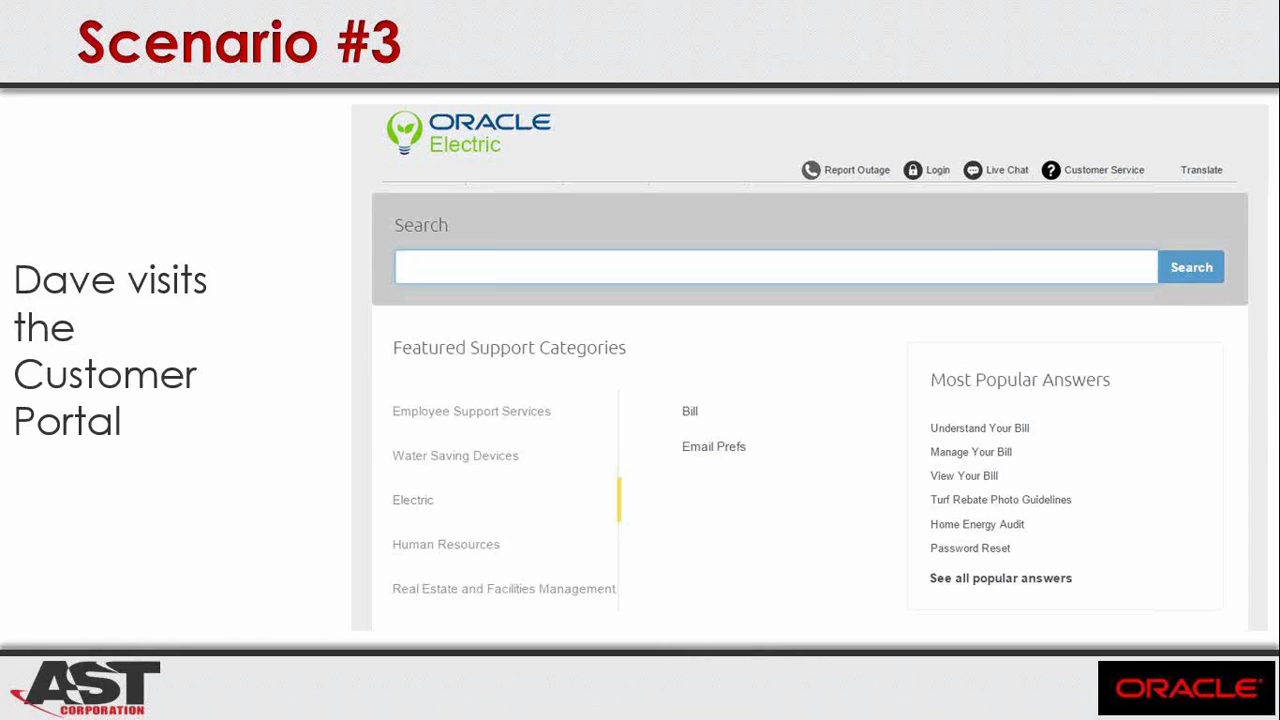 Scenario #3
Dave visits
the
Customer
Portal
ORACLE
Electric
Report Outage
Login
Live Chat
? Customer Service
Translate
Search
Search
Featured Support Categories
Employee Support Services
Water Saving Devices
Electric
Human Resources
Real Estate and Facilities Management
Bill
Email Prefs
Most Popular Answers
Understand Your Bill
Manage Your Bill
View Your Bill
Turf Rebate Photo Guidelines
Home Energy Audit
Password Reset
See all popular answers
AST
CORPORATION
ORACLE®